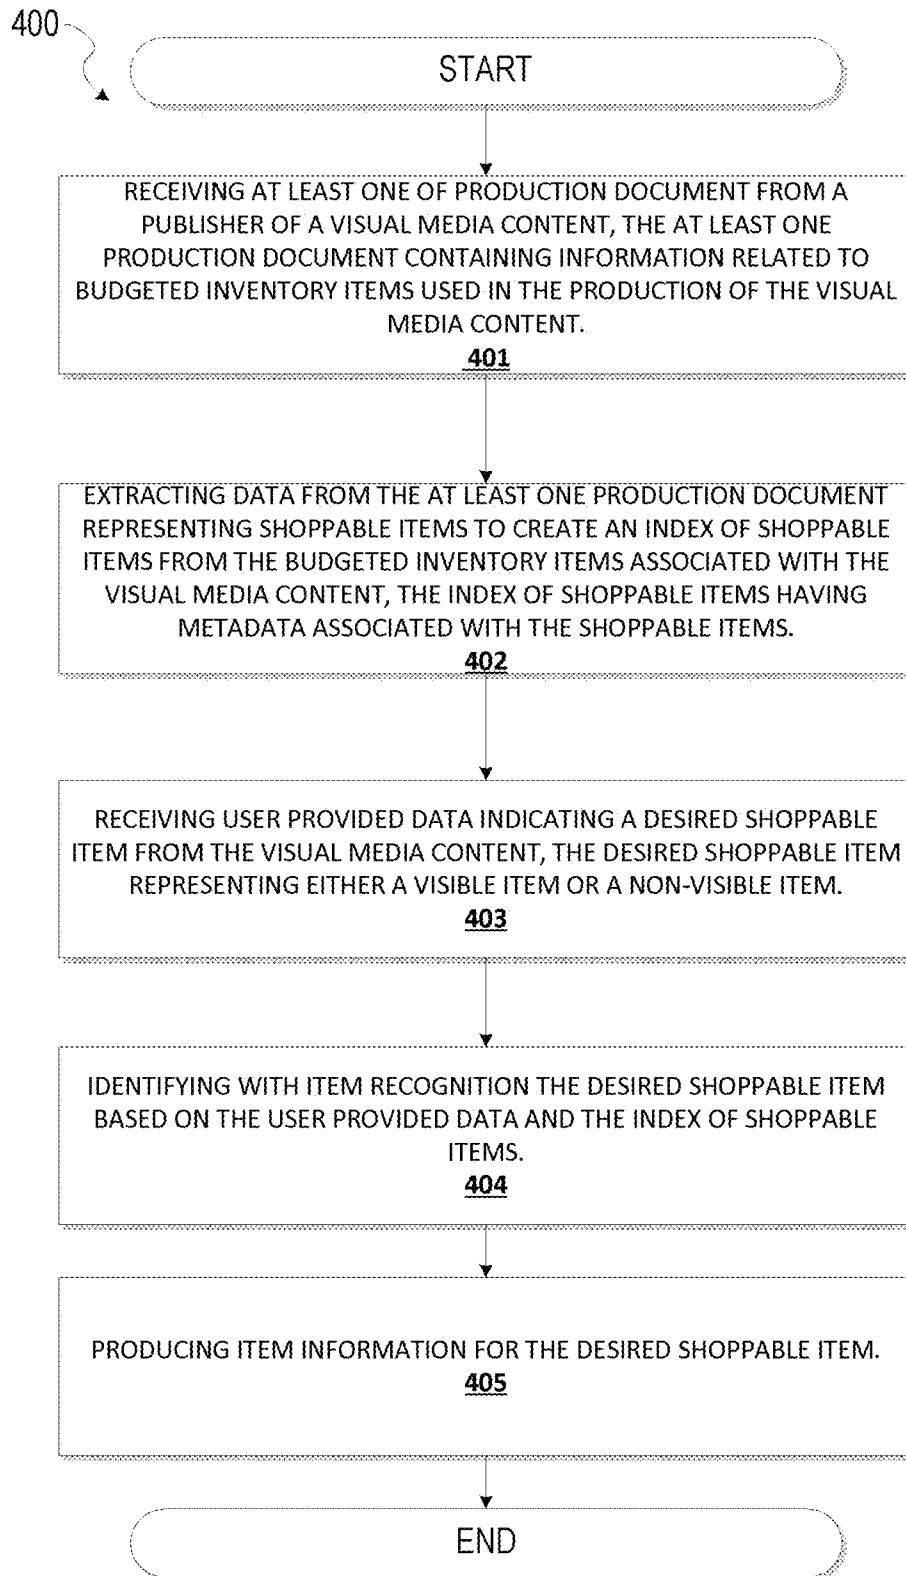 400
START
RECEIVING AT LEAST ONE OF PRODUCTION DOCUMENT FROM A
PUBLISHER OF A VISUAL MEDIA CONTENT, THE AT LEAST ONE
PRODUCTION DOCUMENT CONTAINING INFORMATION RELATED TO
BUDGETED INVENTORY ITEMS USED IN THE PRODUCTION OF THE VISUAL
MEDIA CONTENT.
401
EXTRACTING DATA FROM THE AT LEAST ONE PRODUCTION DOCUMENT
REPRESENTING SHOPPABLE ITEMS TO CREATE AN INDEX OF SHOPPABLE
ITEMS FROM THE BUDGETED INVENTORY ITEMS ASSOCIATED WITH THE
VISUAL MEDIA CONTENT, THE INDEX OF SHOPPABLE ITEMS HAVING
METADATA ASSOCIATED WITH THE SHOPPABLE ITEMS.
402
RECEIVING USER PROVIDED DATA INDICATING A DESIRED SHOPPABLE
ITEM FROM THE VISUAL MEDIA CONTENT, THE DESIRED SHOPPABLE ITEM
REPRESENTING EITHER A VISIBLE ITEM OR A NON-VISIBLE ITEM.
403
IDENTIFYING WITH ITEM RECOGNITION THE DESIRED SHOPPABLE ITEM
BASED ON THE USER PROVIDED DATA AND THE INDEX OF SHOPPABLE
ITEMS.
404
PRODUCING ITEM INFORMATION FOR THE DESIRED SHOPPABLE ITEM.
405
END